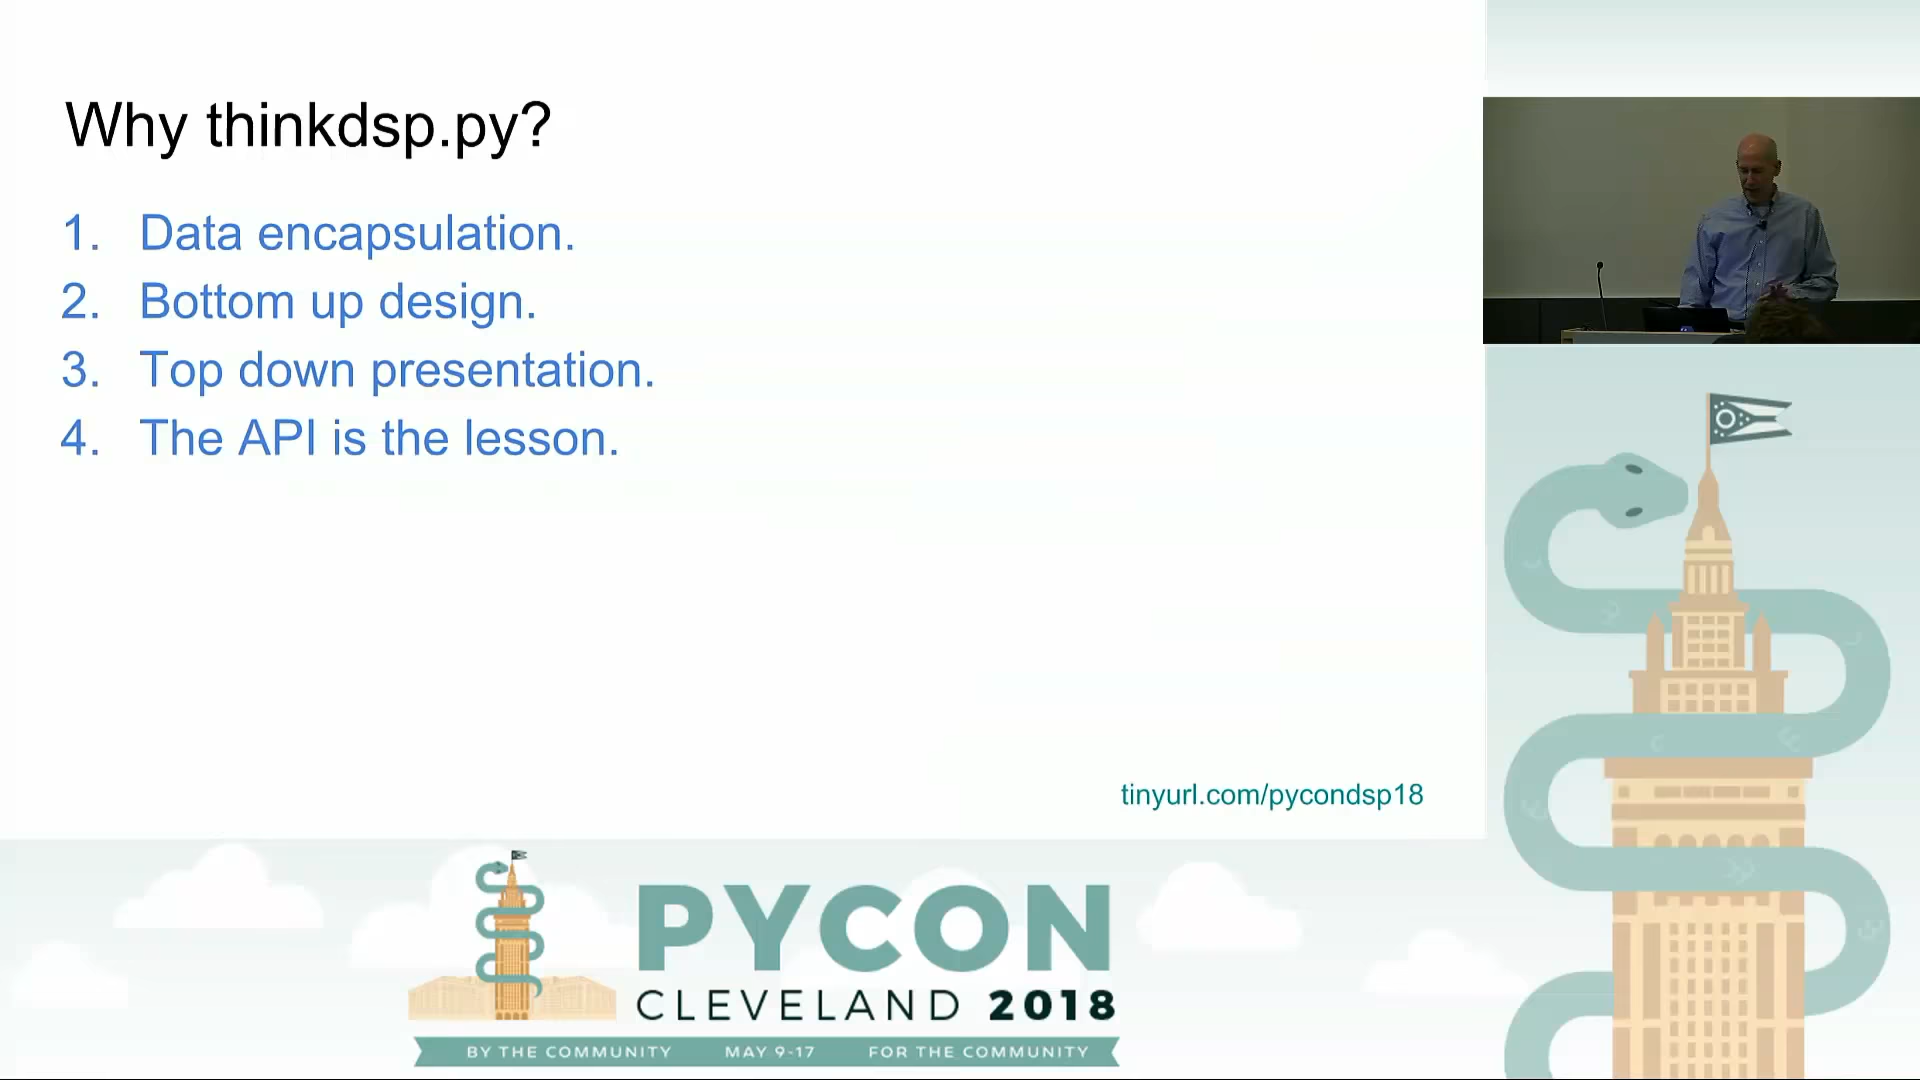 Why thinkdsp.py?
1. Data encapsulation.
2. Bottom up design.
3. Top down presentation.
4. The API is the lesson.
tinyurl.com/pycondsp18
PYCON
CLEVELAND 2018
BY THE COMMUNITY MAY 9-17 FOR THE COMMUNITY